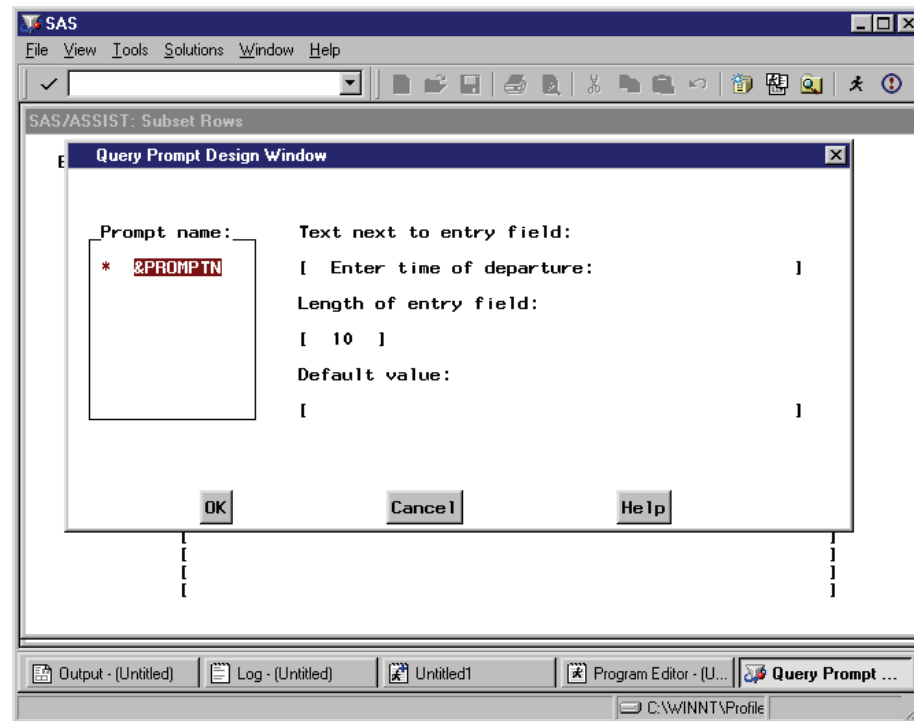 SAS
File View Tools Solutions Window Help
SAS/ASSIST: Subset Rows
Query Prompt Design Window
Prompt name:
Text next to entry field:
* &PROMPTN
[ Enter time of departure: ]
Length of entry field:
[ 10 ]
Default value:
[ ]
OK Cancel Help
[ ]
[ ]
[ ]
[ ]
Output - (Untitled) Log - (Untitled) Untitled1 Program Editor - (U... Query Prompt ...
C:\WINNT\Profile